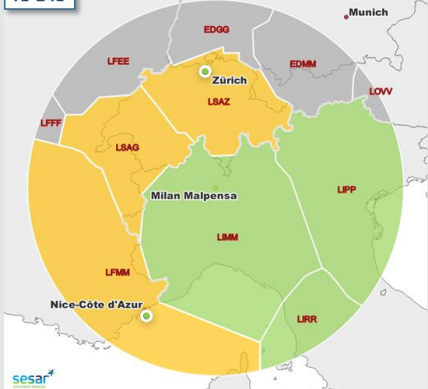 EDGG
Munich
LFEE
EDMM
Zürich
LOVV
LSAZ
LFFF
LSAG
LIPP
Milan Malpensa
LIMM
LFMM
Nice-Côte d'Azur
LIRR
sesar